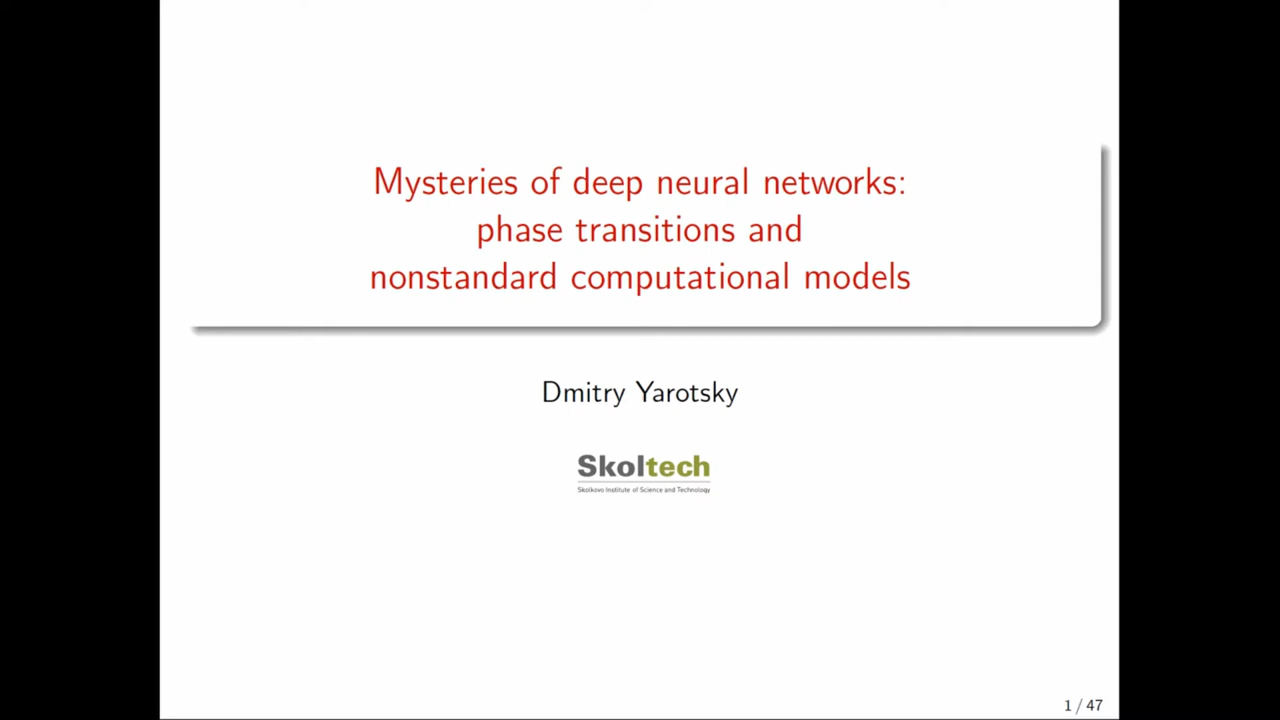 Mysteries of deep neural networks:
phase transitions and
nonstandard computational models
Dmitry Yarotsky
Skoltech
Skolkovo Institute of Science and Technology
1 / 47